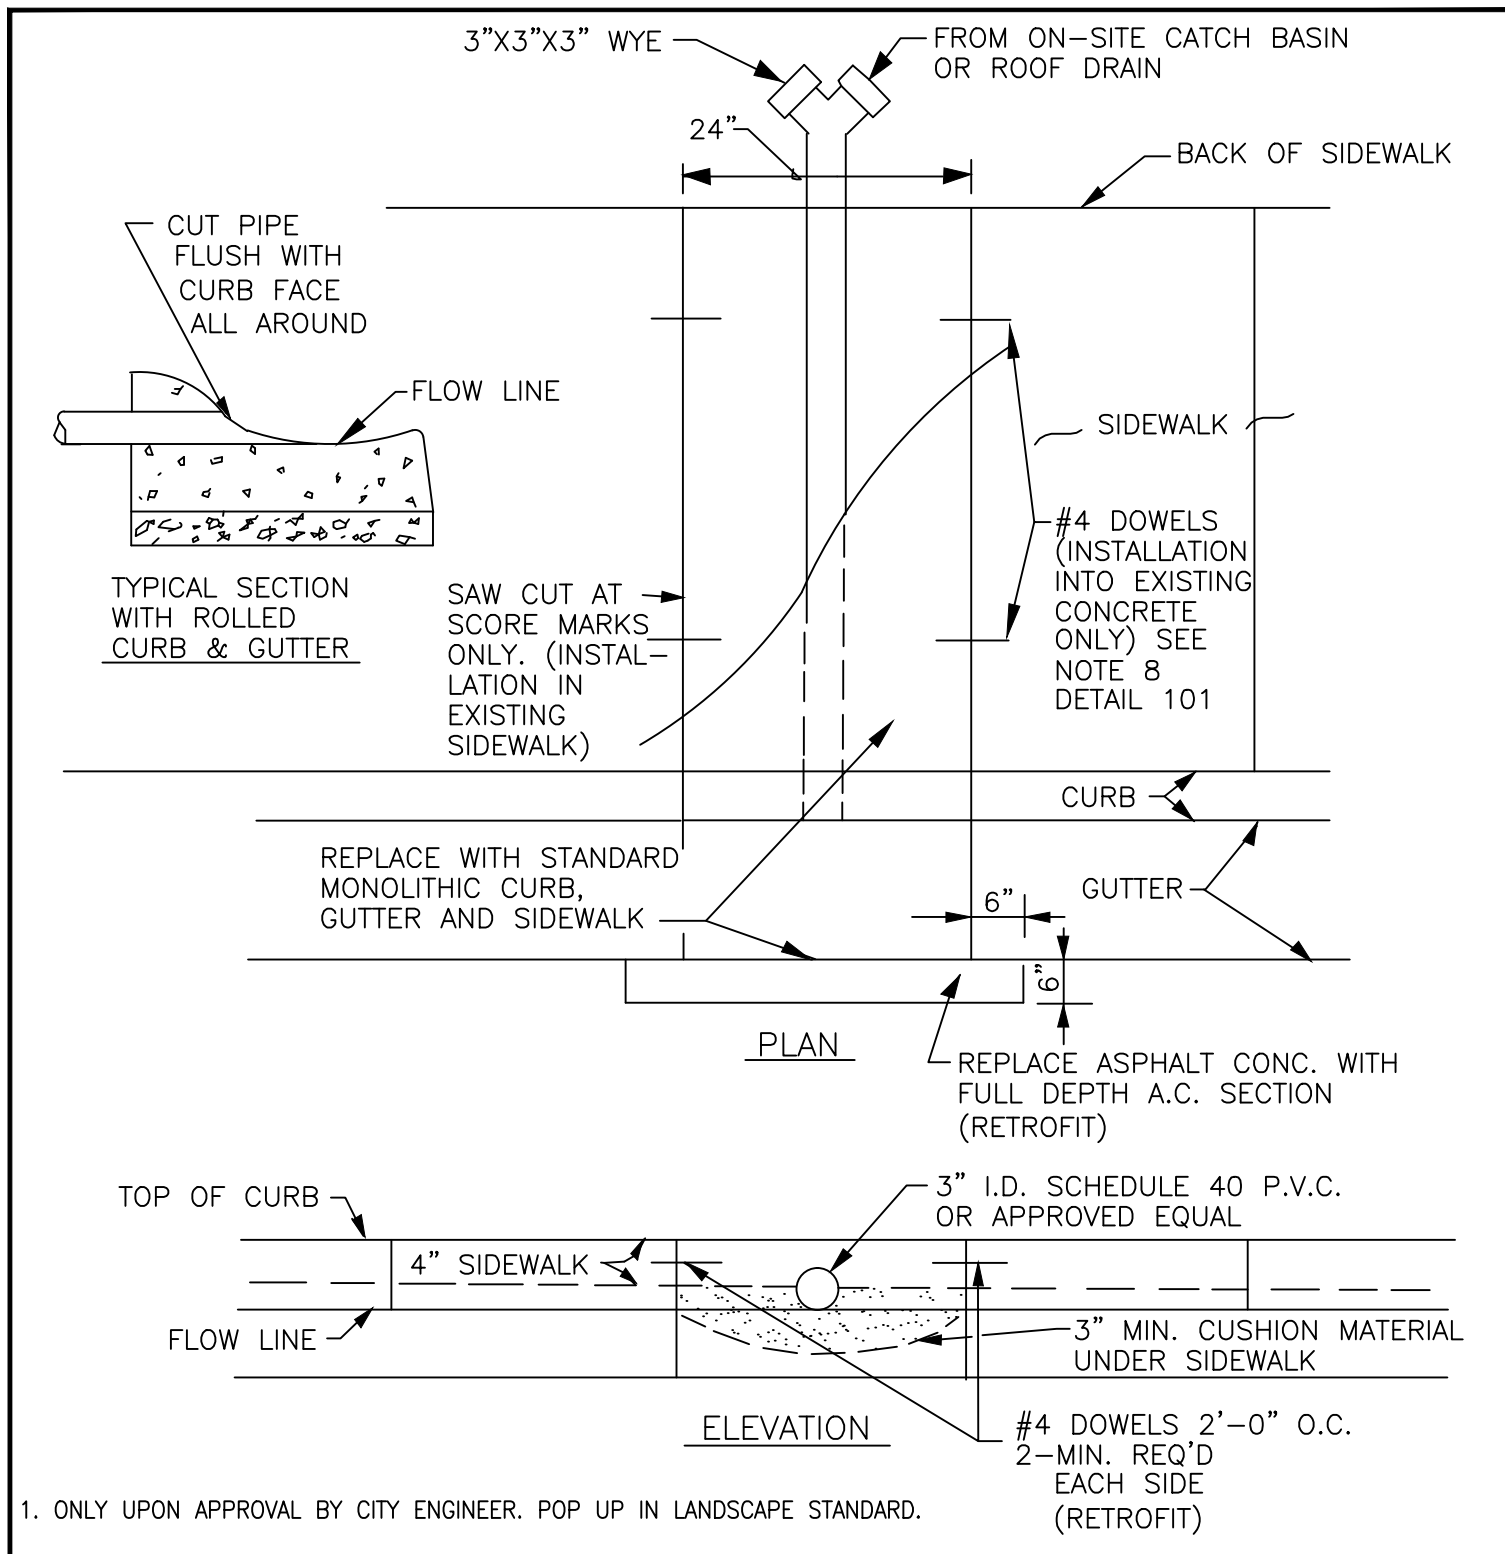 3”X3”X3” WYE
FROM ON-SITE CATCH BASIN
OR ROOF DRAIN
24”
BACK OF SIDEWALK
CUT PIPE
FLUSH WITH
CURB FACE
ALL AROUND
FLOW LINE
SIDEWALK
#4 DOWELS
(INSTALLATION
INTO EXISTING
CONCRETE
ONLY) SEE
NOTE 8
DETAIL 101
TYPICAL SECTION
WITH ROLLED
CURB & GUTTER
SAW CUT AT
SCORE MARKS
ONLY. (INSTAL-
LATION IN
EXISTING
SIDEWALK)
CURB
REPLACE WITH STANDARD
MONOLITHIC CURB,
GUTTER AND SIDEWALK
GUTTER
6”
6”
PLAN
REPLACE ASPHALT CONC. WITH
FULL DEPTH A.C. SECTION
(RETROFIT)
TOP OF CURB
3” I.D. SCHEDULE 40 P.V.C.
OR APPROVED EQUAL
4” SIDEWALK
FLOW LINE
3” MIN. CUSHION MATERIAL
UNDER SIDEWALK
ELEVATION
#4 DOWELS 2’-0” O.C.
2-MIN. REQ’D
EACH SIDE
(RETROFIT)
1. ONLY UPON APPROVAL BY CITY ENGINEER. POP UP IN LANDSCAPE STANDARD.